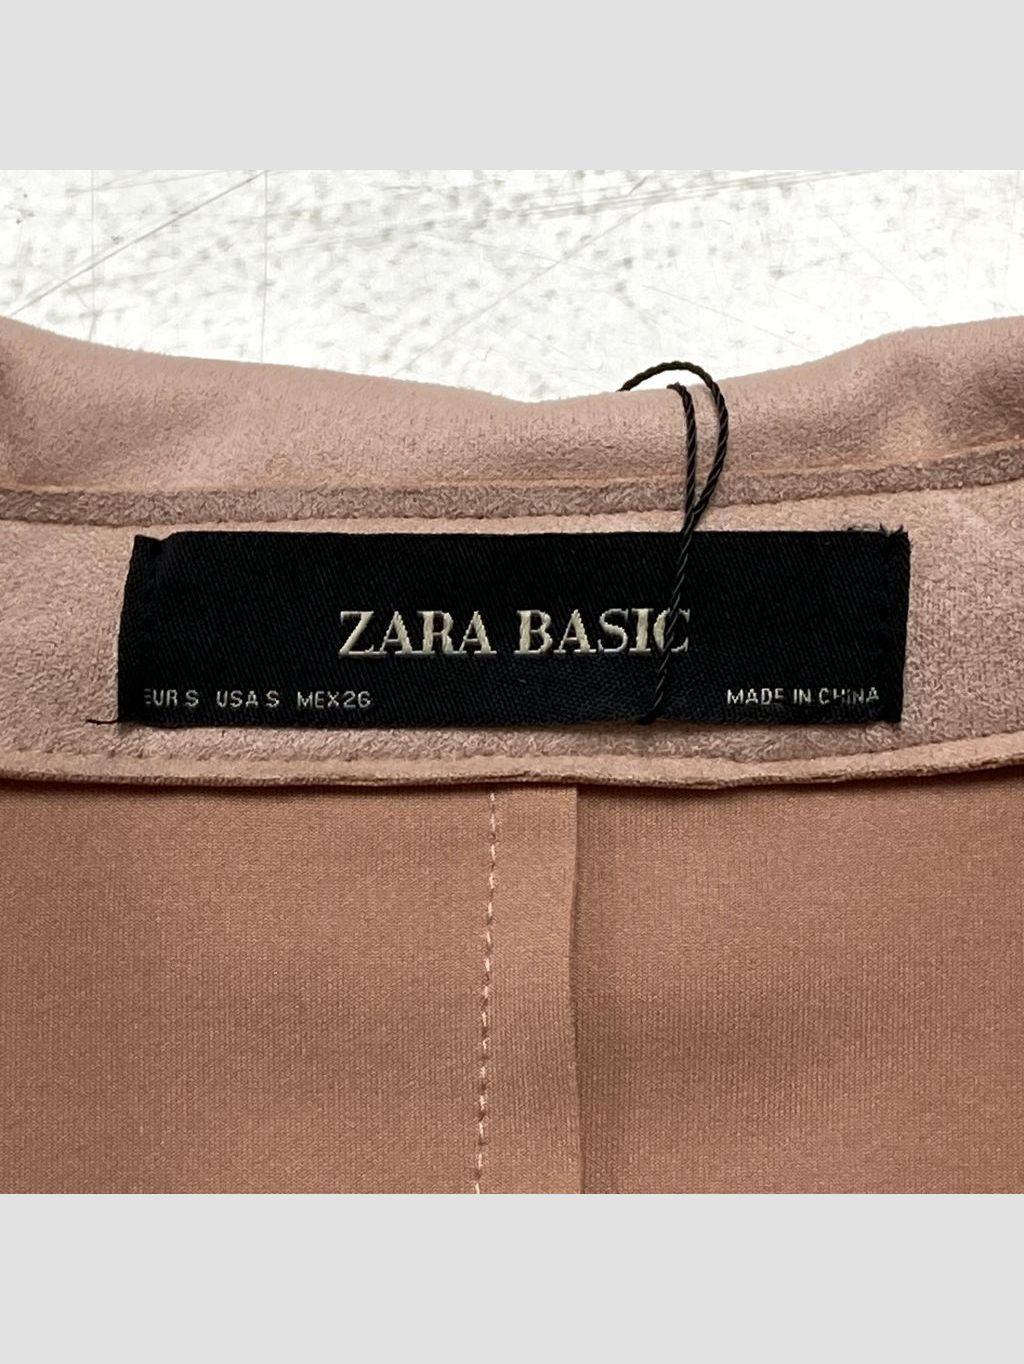 ZARA BASIC
EUR S USA S MEX 26 MADE IN CHINA